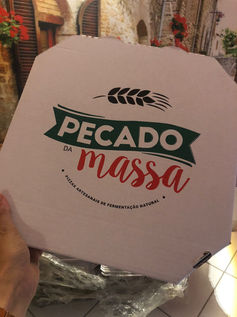 PECADO
DA massa
PIZZAS ARTESANAIS DE FERMENTAÇÃO NATURAL